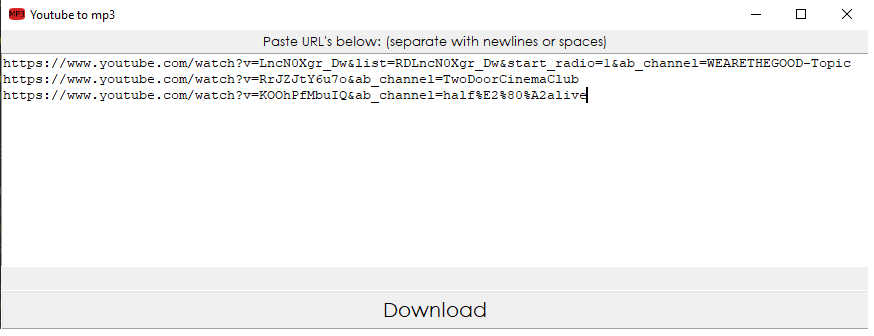 MP3 Youtube to mp3
Paste URL's below: (separate with newlines or spaces)
https://www.youtube.com/watch?v=LncN0Xgr_Dw&list=RDLncN0Xgr_Dw&start_radio=1&ab_channel=WEARETHEGOOD-Topic
https://www.youtube.com/watch?v=RrJZJtY6u7o&ab_channel=TwoDoorCinemaClub
https://www.youtube.com/watch?v=KOOhPfMbuIQ&ab_channel=half%E2%80%A2alive
Download